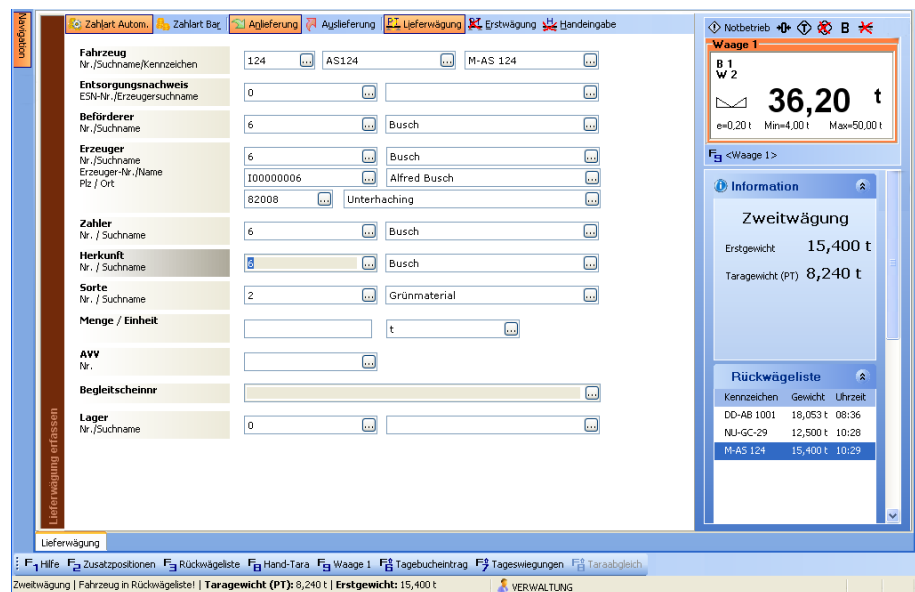 Navigation
Zahlart Autom. Zahlart Bar Anlieferung Auslieferung Lieferwägung Erstwägung Handeingabe
Fahrzeug
Nr./Suchname/Kennzeichen
124 ... AS124 ... M-AS 124 ...
Entsorgungsnachweis
ESN-Nr./Erzeugersuchname
0 ... ...
Beförderer
Nr./Suchname
6 ... Busch ...
Erzeuger
Nr./Suchname
6 ... Busch ...
Erzeuger-Nr./Name
I00000006 ... Alfred Busch ...
Plz / Ort
82008 ... Unterhaching ...
Zahler
Nr. / Suchname
6 ... Busch ...
Herkunft
Nr. / Suchname
6 ... Busch ...
Sorte
Nr. / Suchname
2 ... Grünmaterial ...
Menge / Einheit
t ...
AVV
Nr.
...
Begleitscheinnr
...
Lager
Nr./Suchname
0 ... ...
Lieferwägung erfassen
Lieferwägung
Notbetrieb 0 T T B
Waage 1
B 1
W 2
36,20 t
e=0,20 t Min=4,00 t Max=50,00 t
F9 <Waage 1>
Information
Zweitwägung
Erstgewicht 15,400 t
Taragewicht (PT) 8,240 t
Rückwägeliste
Kennzeichen Gewicht Uhrzeit
DD-AB 1001 18,053 t 08:36
NU-GC-29 12,500 t 10:28
M-AS 124 15,400 t 10:29
F1 Hilfe F2 Zusatzpositionen F3 Rückwägeliste F8 Hand-Tara F9 Waage 1 Tagebucheintrag Tageswiegungen Taraabgleich
Zweitwägung | Fahrzeug in Rückwägeliste! | Taragewicht (PT): 8,240 t | Erstgewicht: 15,400 t VERWALTUNG